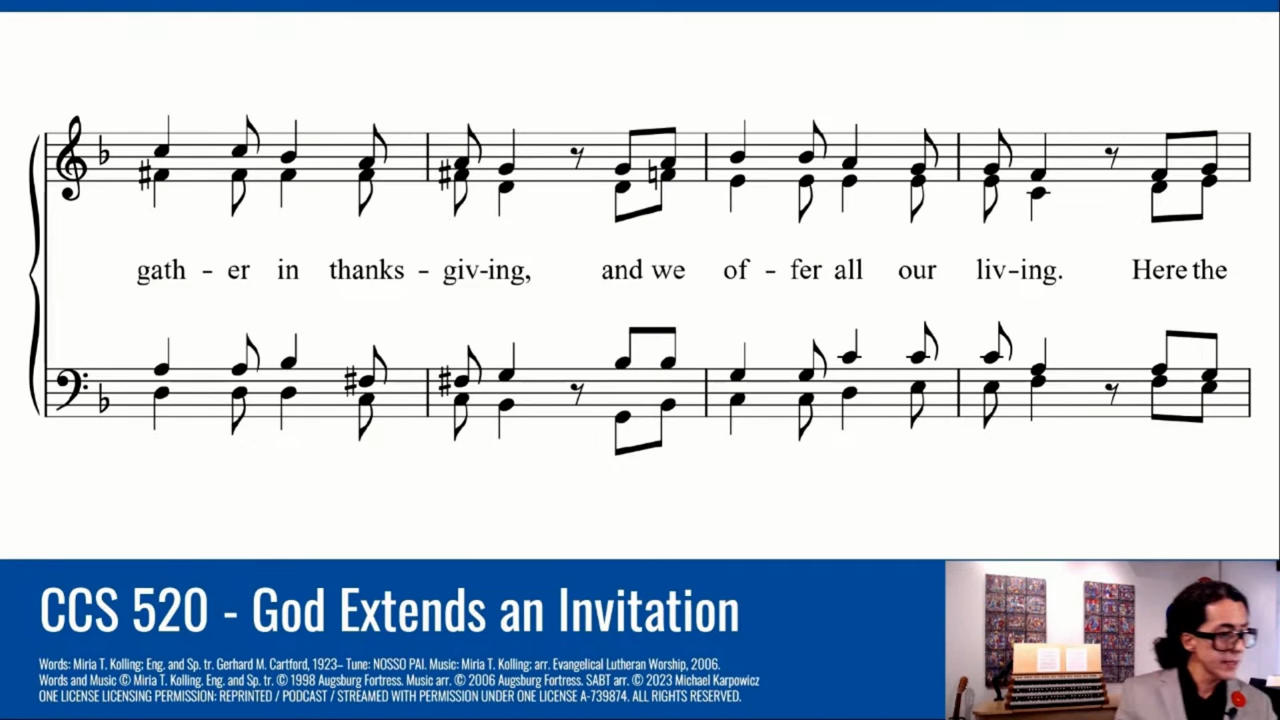 gath - er in thanks - giv-ing, and we of - fer all our liv-ing. Here the
CCS 520 - God Extends an Invitation
Words: Miria T. Kolling; Eng. and Sp. tr. Gerhard M. Cartford, 1923– Tune: NOSSO PAI. Music: Miria T. Kolling; arr. Evangelical Lutheran Worship, 2006.
Words and Music © Miria T. Kolling. Eng. and Sp. tr. © 1998 Augsburg Fortress. Music arr. © 2006 Augsburg Fortress. SABT arr. © 2023 Michael Karpowicz
ONE LICENSE LICENSING PERMISSION: REPRINTED / PODCAST / STREAMED WITH PERMISSION UNDER ONE LICENSE A-739874. ALL RIGHTS RESERVED.